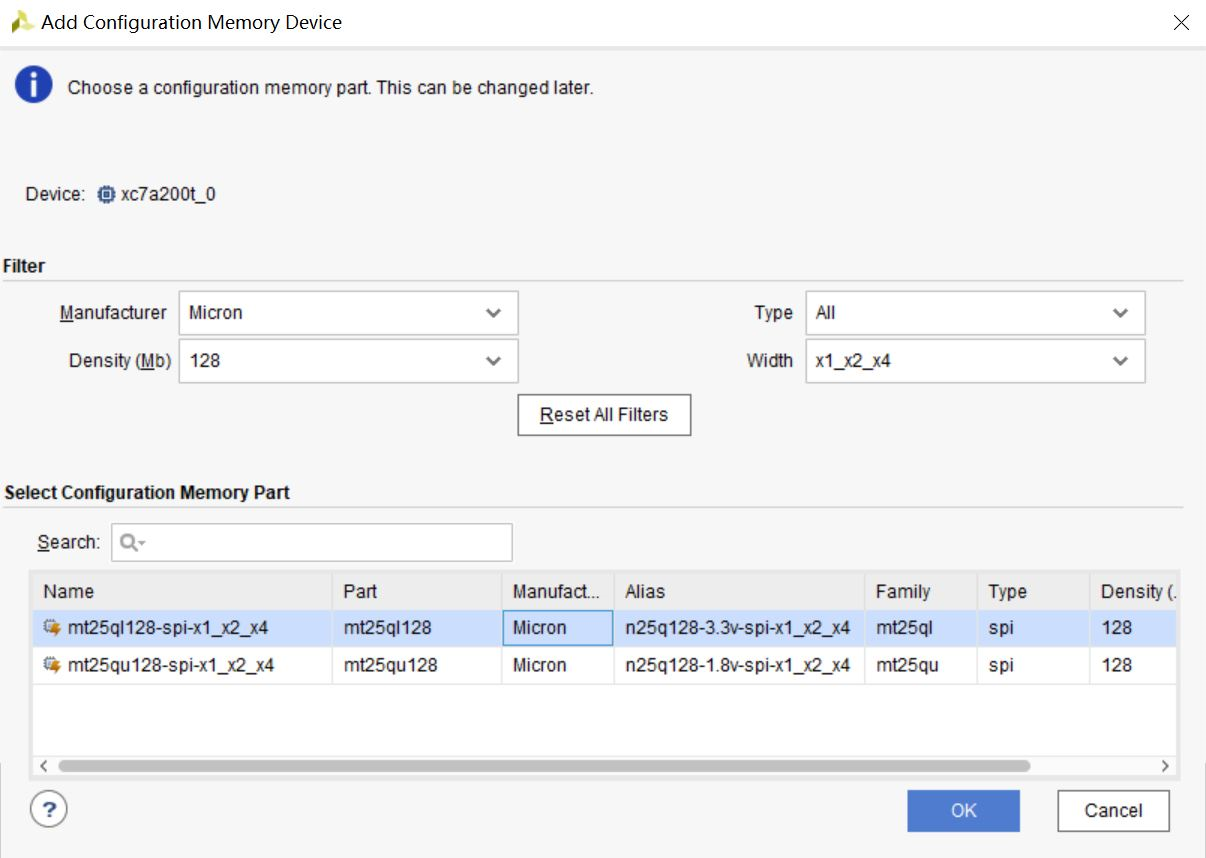 Add Configuration Memory Device
Choose a configuration memory part. This can be changed later.
Device: xc7a200t_0
Filter
Manufacturer Micron Type All
Density (Mb) 128 Width x1_x2_x4
Reset All Filters
Select Configuration Memory Part
Search:
Name Part Manufact... Alias Family Type Density (.
mt25ql128-spi-x1_x2_x4 mt25ql128 Micron n25q128-3.3v-spi-x1_x2_x4 mt25ql spi 128
mt25qu128-spi-x1_x2_x4 mt25qu128 Micron n25q128-1.8v-spi-x1_x2_x4 mt25qu spi 128
? OK Cancel